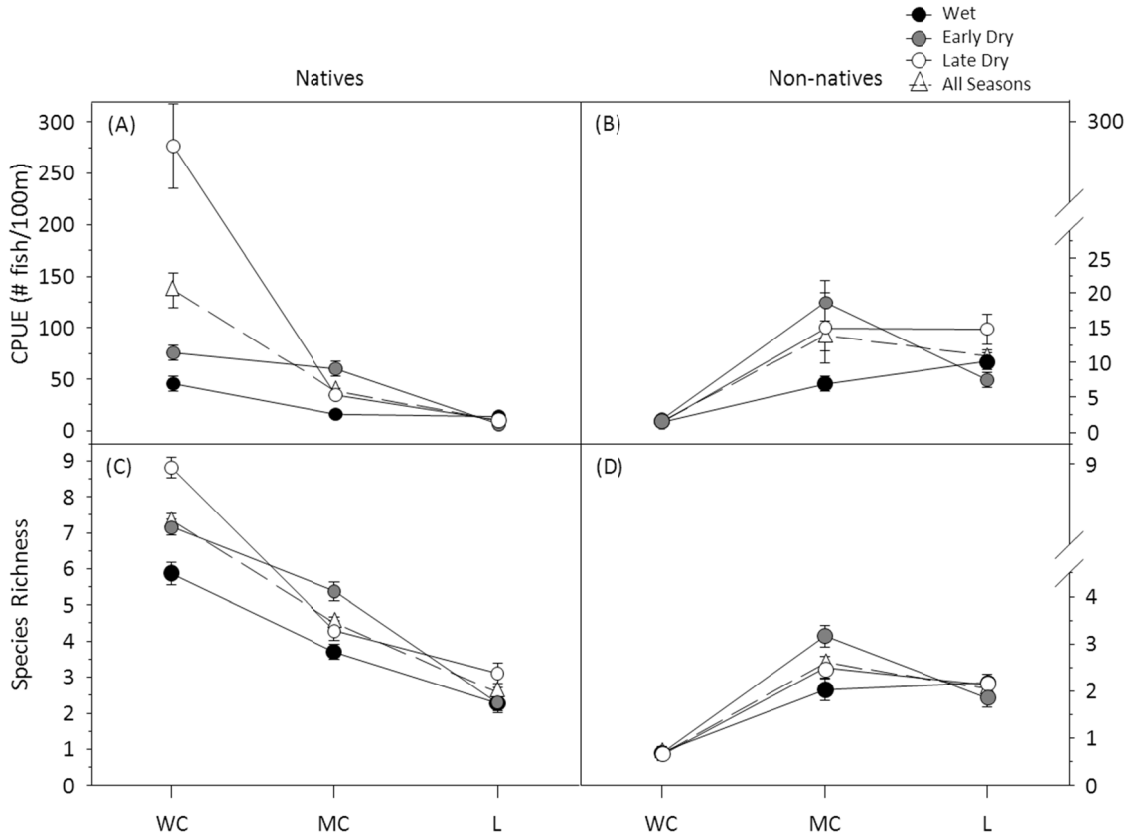 Wet
Early Dry
Late Dry
All Seasons
Natives
Non-natives
(A)
(B)
CPUE (# fish/100m)
300
250
200
150
100
50
0
300
25
20
15
10
5
0
(C)
(D)
Species Richness
9
8
7
6
5
4
3
2
1
0
9
4
3
2
1
0
WC
MC
L
WC
MC
L